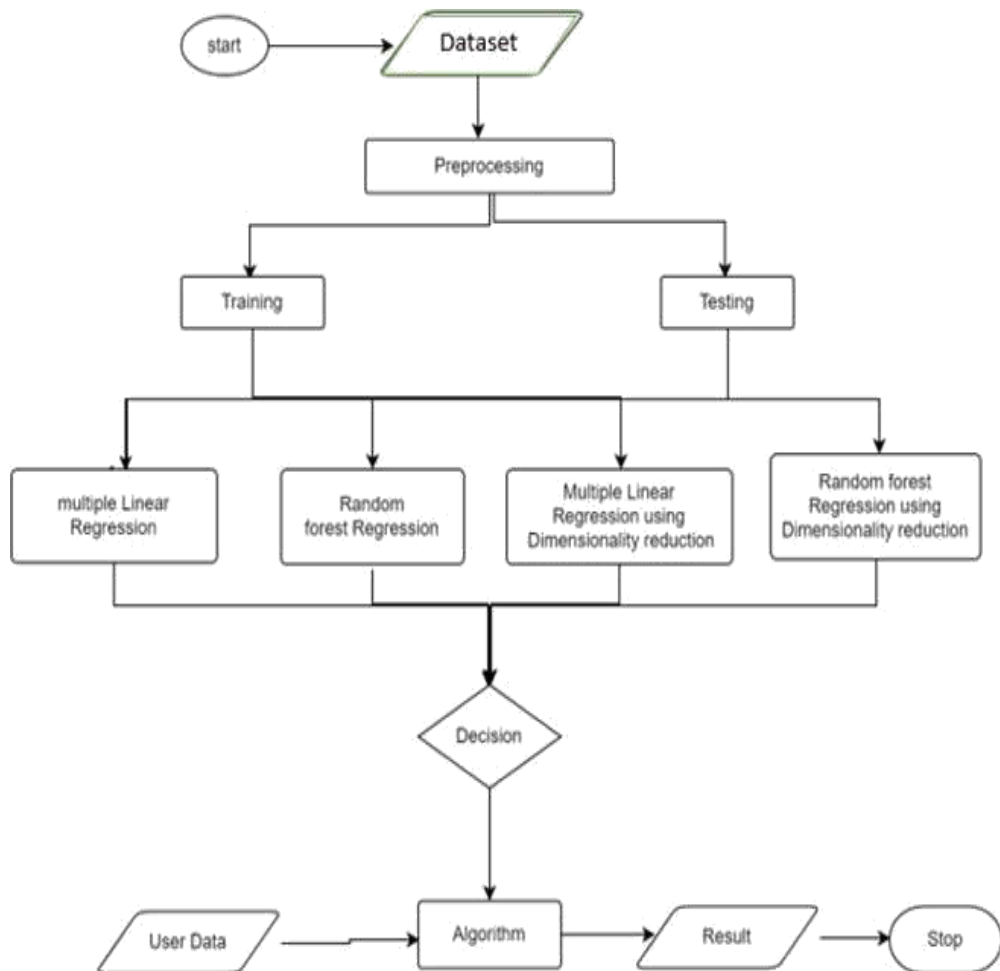 start
Dataset
Preprocessing
Training
Testing
multiple Linear
Regression
Random
forest Regression
Multiple Linear
Regression using
Dimensionality reduction
Random forest
Regression using
Dimensionality reduction
Decision
User Data
Algorithm
Result
Stop